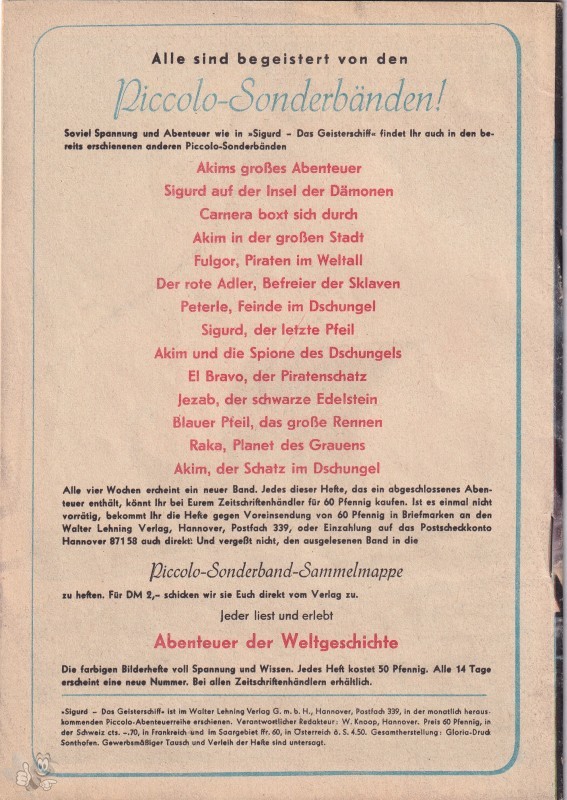 Alle sind begeistert von den
Piccolo-Sonderbänden!
Soviel Spannung und Abenteuer wie in »Sigurd – Das Geisterschiff« findet Ihr auch in den be-
reits erschienenen anderen Piccolo-Sonderbänden
Akims großes Abenteuer
Sigurd auf der Insel der Dämonen
Carnera boxt sich durch
Akim in der großen Stadt
Fulgor, Piraten im Weltall
Der rote Adler, Befreier der Sklaven
Peterle, Feinde im Dschungel
Sigurd, der letzte Pfeil
Akim und die Spione des Dschungels
El Bravo, der Piratenschatz
Jezab, der schwarze Edelstein
Blauer Pfeil, das große Rennen
Raka, Planet des Grauens
Akim, der Schatz im Dschungel
Alle vier Wochen erscheint ein neuer Band. Jedes dieser Hefte, das ein abgeschlossenes Aben-
teuer enthält, könnt Ihr bei Eurem Zeitschriftenhändler für 60 Pfennig kaufen. Ist es einmal nicht
vorrätig, bekommt Ihr die Hefte gegen Voreinsendung von 60 Pfennig in Briefmarken an den
Walter Lehning Verlag, Hannover, Postfach 339, oder Einzahlung auf das Postscheckkonto
Hannover 87158 auch direkt: Und vergeßt nicht, den ausgelesenen Band in die
Piccolo-Sonderband-Sammelmappe
zu heften. Für DM 2,– schicken wir sie Euch direkt vom Verlag zu.
Jeder liest und erlebt
Abenteuer der Weltgeschichte
Die farbigen Bilderhefte voll Spannung und Wissen. Jedes Heft kostet 50 Pfennig. Alle 14 Tage
erscheint eine neue Nummer. Bei allen Zeitschriftenhändlern erhältlich.
»Sigurd – Das Geisterschiff« ist im Walter Lehning Verlag G. m. b. H., Hannover, Postfach 339, in der monatlich heraus-
kommenden Piccolo-Abenteuerreihe erschienen. Verantwortlicher Redakteur: W. Knoop, Hannover. Preis 60 Pfennig, in
der Schweiz cts. –.70, in Frankreich und im Saargebiet ffr. 60, in Österreich ö. S. 4.50. Gesamtherstellung: Gloria-Druck
Sonthofen. Gewerbsmäßiger Tausch und Verleih der Hefte sind untersagt.